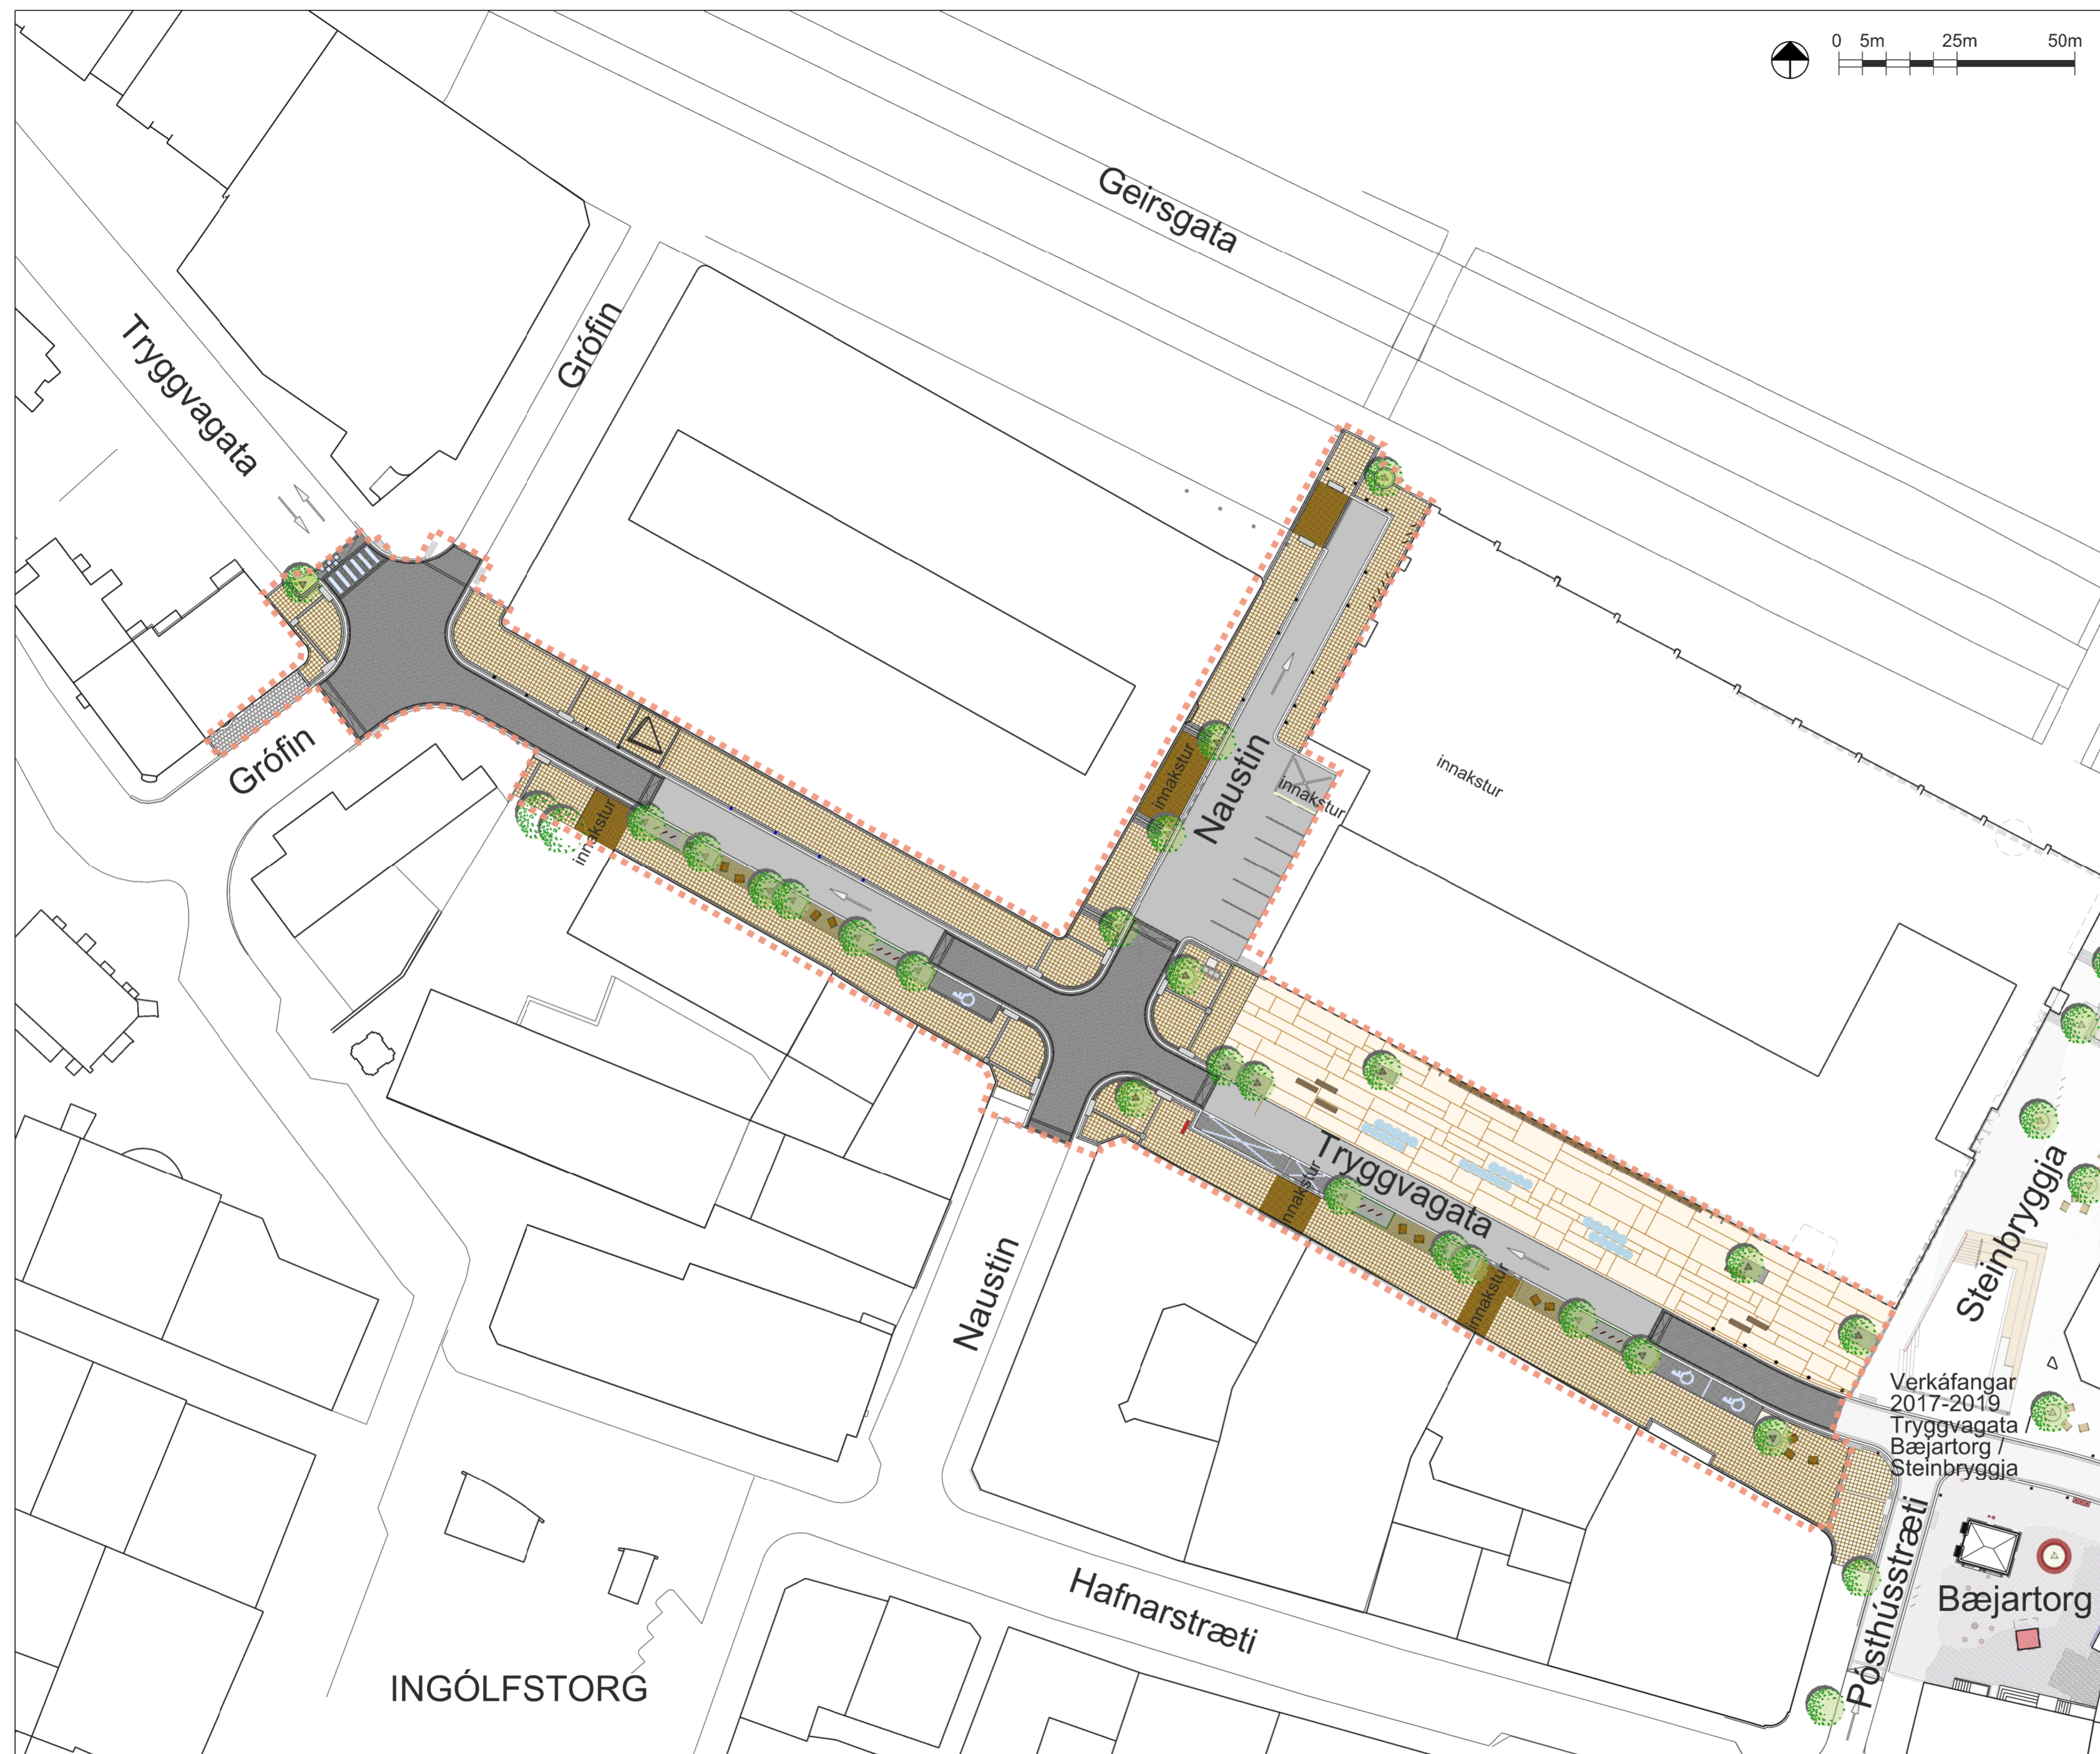 0 5m 25m 50m
Geirsgata
Tryggvagata
Grófin
Grófin
innakstur
Naustin
innakstur
innakstur
innakstur
Tryggvagata
innakstur
innakstur
Naustin
Steinbryggja
Verkáfangar
2017-2019
Tryggvagata /
Bæjartorg /
Steinbryggja
Pósthússtræti
Bæjartorg
Hafnarstræti
INGÓLFSTORG